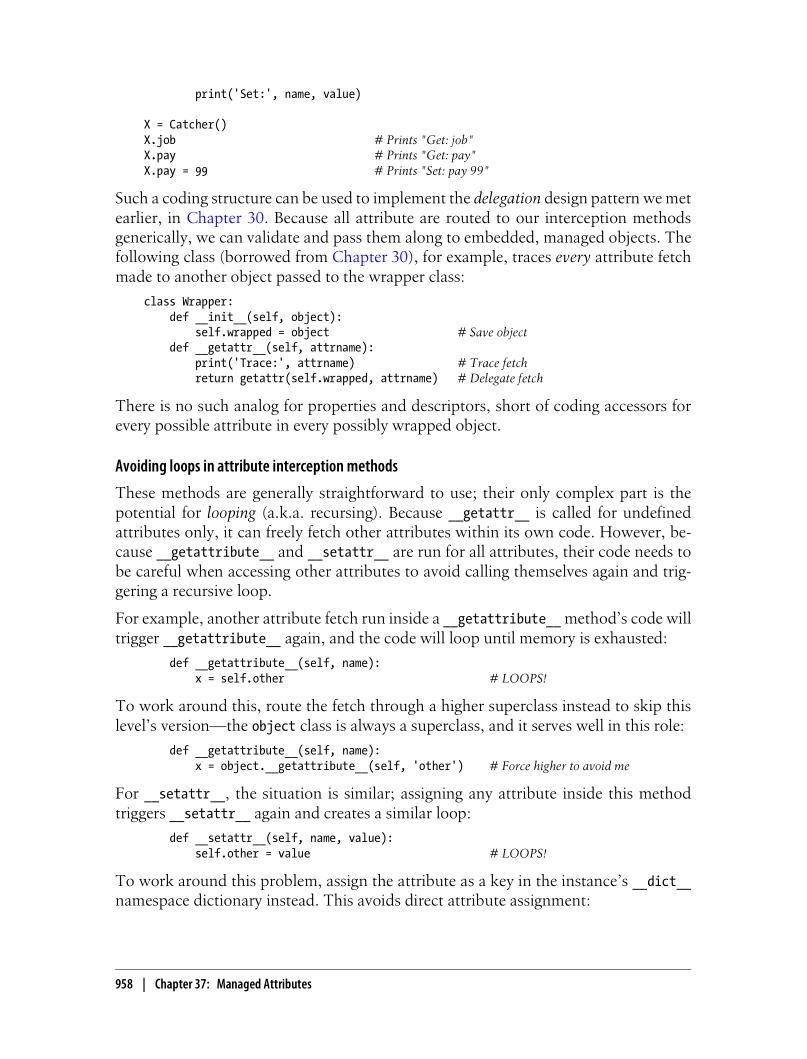 print('Set:', name, value)
X = Catcher()
X.job # Prints "Get: job"
X.pay # Prints "Get: pay"
X.pay = 99 # Prints "Set: pay 99"
Such a coding structure can be used to implement the delegation design pattern we met
earlier, in Chapter 30. Because all attribute are routed to our interception methods
generically, we can validate and pass them along to embedded, managed objects. The
following class (borrowed from Chapter 30), for example, traces every attribute fetch
made to another object passed to the wrapper class:
class Wrapper:
def __init__(self, object):
self.wrapped = object # Save object
def __getattr__(self, attrname):
print('Trace:', attrname) # Trace fetch
return getattr(self.wrapped, attrname) # Delegate fetch
There is no such analog for properties and descriptors, short of coding accessors for
every possible attribute in every possibly wrapped object.
Avoiding loops in attribute interception methods
These methods are generally straightforward to use; their only complex part is the
potential for looping (a.k.a. recursing). Because __getattr__ is called for undefined
attributes only, it can freely fetch other attributes within its own code. However, be-
cause __getattribute__ and __setattr__ are run for all attributes, their code needs to
be careful when accessing other attributes to avoid calling themselves again and trig-
gering a recursive loop.
For example, another attribute fetch run inside a __getattribute__ method's code will
trigger __getattribute__ again, and the code will loop until memory is exhausted:
def __getattribute__(self, name):
x = self.other # LOOPS!
To work around this, route the fetch through a higher superclass instead to skip this
level's version—the object class is always a superclass, and it serves well in this role:
def __getattribute__(self, name):
x = object.__getattribute__(self, 'other') # Force higher to avoid me
For __setattr__, the situation is similar; assigning any attribute inside this method
triggers __setattr__ again and creates a similar loop:
def __setattr__(self, name, value):
self.other = value # LOOPS!
To work around this problem, assign the attribute as a key in the instance's __dict__
namespace dictionary instead. This avoids direct attribute assignment:
958 | Chapter 37: Managed Attributes